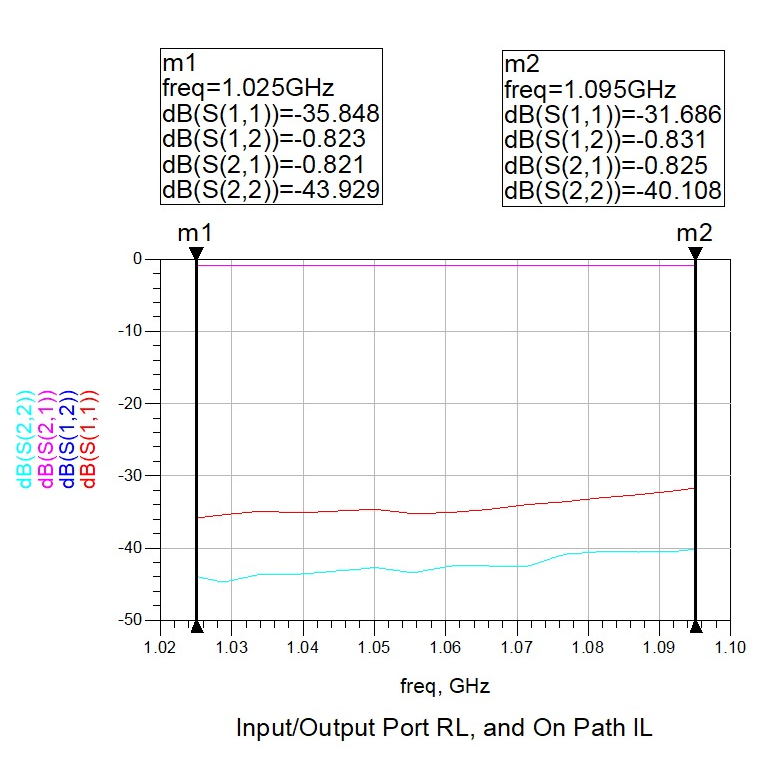 m1
freq=1.025GHz
dB(S(1,1))=-35.848
dB(S(1,2))=-0.823
dB(S(2,1))=-0.821
dB(S(2,2))=-43.929
m2
freq=1.095GHz
dB(S(1,1))=-31.686
dB(S(1,2))=-0.831
dB(S(2,1))=-0.825
dB(S(2,2))=-40.108
m1
m2
0
-10
-20
-30
-40
-50
dB(S(2,2))
dB(S(2,1))
dB(S(1,2))
dB(S(1,1))
1.02 1.03 1.04 1.05 1.06 1.07 1.08 1.09 1.10
freq, GHz
Input/Output Port RL, and On Path IL